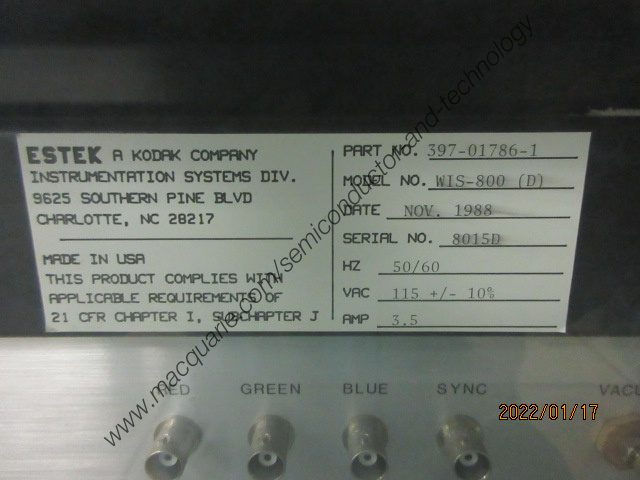 ESTEK A KODAK COMPANY
INSTRUMENTATION SYSTEMS DIV.
9625 SOUTHERN PINE BLVD
CHARLOTTE, NC 28217
MADE IN USA
THIS PRODUCT COMPLIES WITH
APPLICABLE REQUIREMENTS OF
21 CFR CHAPTER I, SUBCHAPTER J
PART NO. 397-01786-1
MODEL NO. WIS-800 (D)
DATE NOV. 1988
SERIAL NO. 8015D
HZ 50/60
VAC 115 +/- 10%
AMP 3.5
RED GREEN BLUE SYNC VACU
2022/01/17
www.macquarie.com/semiconductor-and-technology